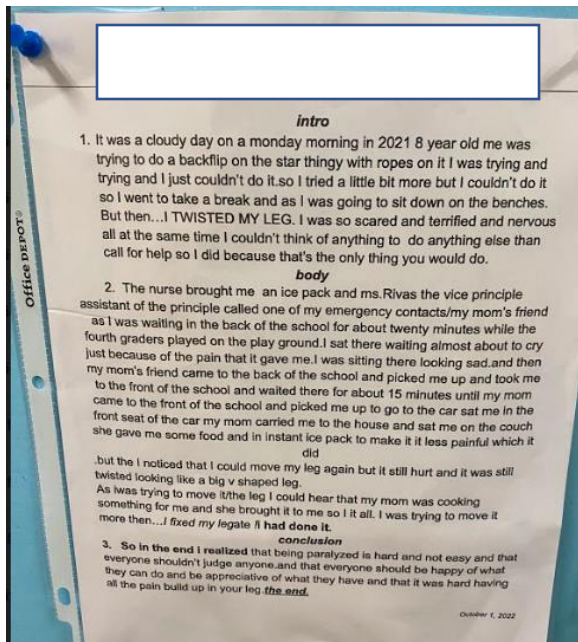 intro
1. It was a cloudy day on a monday morning in 2021 8 year old me was
trying to do a backflip on the star thingy with ropes on it I was trying and
trying and I just couldn't do it.so I tried a little bit more but I couldn't do it
so I went to take a break and as I was going to sit down on the benches.
But then...I TWISTED MY LEG. I was so scared and terrified and nervous
all at the same time I couldn't think of anything to do anything else than
call for help so I did because that's the only thing you would do.
body
2. The nurse brought me an ice pack and ms.Rivas the vice principle
assistant of the principle called one of my emergency contacts/my mom's friend
as I was waiting in the back of the school for about twenty minutes while the
fourth graders played on the play ground.I sat there waiting almost about to cry
just because of the pain that it gave me.I was sitting there looking sad.and then
my mom's friend came to the back of the school and picked me up and took me
to the front of the school and waited there for about 15 minutes until my mom
came to the front of the school and picked me up to go to the car sat me in the
front seat of the car my mom carried me to the house and sat me on the couch
she gave me some food and in instant ice pack to make it it less painful which it
did
.but the I noticed that I could move my leg again but it still hurt and it was still
twisted looking like a big v shaped leg.
As iwas trying to move it/the leg I could hear that my mom was cooking
something for me and she brought it to me so I it all. I was trying to move it
more then...I fixed my leg had done it.
conclusion
3. So in the end I realized that being paralyzed is hard and not easy and that
everyone shouldn't judge anyone.and that everyone should be happy of what
they can do and be appreciative of what they have and that it was hard having
all the pain build up in your leg.the end.
October 1, 2022
Office DEPOT